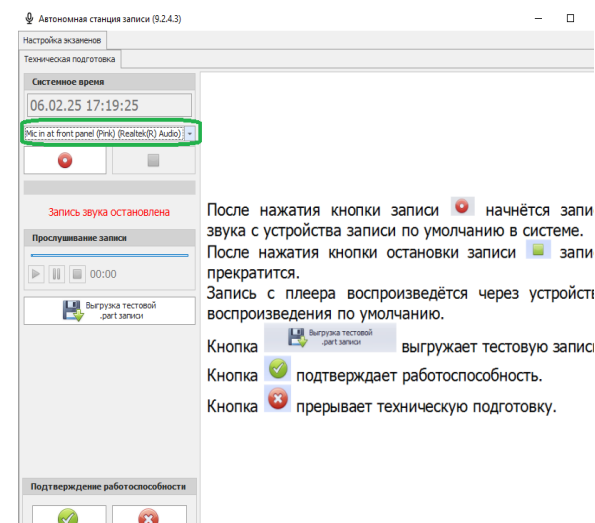 Автономная станция записи (9.2.4.3)
Настройка экзаменов
Техническая подготовка
Системное время
06.02.25 17:19:25
Mic in at front panel (Pink) (Realtek(R) Audio)
Запись звука остановлена
Прослушивание записи
00:00
Выгрузка тестовой
.part записи
Подтверждение работоспособности
После нажатия кнопки записи начнётся запи
звука с устройства записи по умолчанию в системе.
После нажатия кнопки остановки записи запи
прекратится.
Запись с плеера воспроизведётся через устройств
воспроизведения по умолчанию.
Кнопка Выгрузка тестовой .part записи выгружает тестовую запис
Кнопка подтверждает работоспособность.
Кнопка прерывает техническую подготовку.